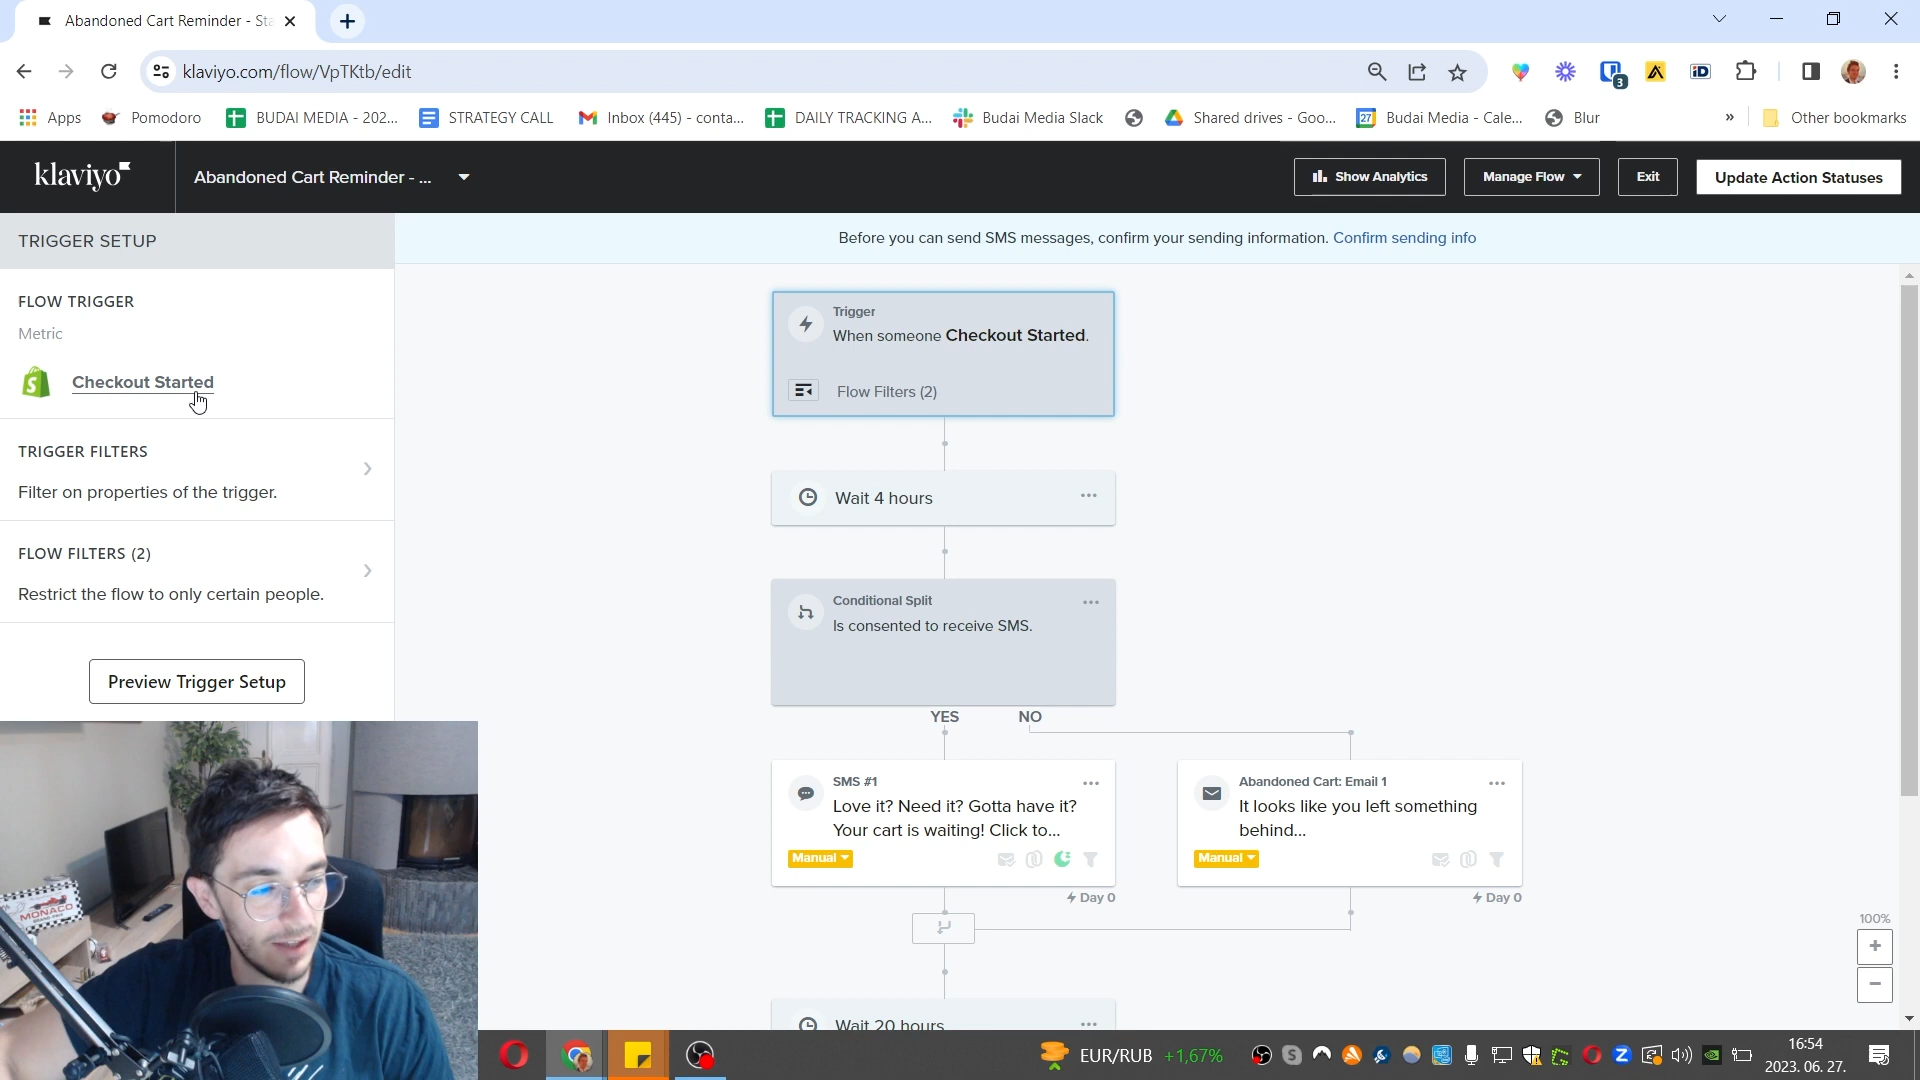 Abandoned Cart Reminder - Sta
klaviyo.com/flow/VpTKtb/edit
3
iD
Apps
Pomodoro
BUDAI MEDIA - 202...
STRATEGY CALL
Inbox (445) - conta...
DAILY TRACKING A...
Budai Media Slack
Shared drives - Goo...
27
Budai Media - Cale...
Blur
»
Other bookmarks
klaviyo
Abandoned Cart Reminder - ...
Show Analytics
Manage Flow
Exit
Update Action Statuses
TRIGGER SETUP
Before you can send SMS messages, confirm your sending information. Confirm sending info
FLOW TRIGGER
Metric
Checkout Started
TRIGGER FILTERS
Filter on properties of the trigger.
FLOW FILTERS (2)
Restrict the flow to only certain people.
Preview Trigger Setup
Trigger
When someone Checkout Started.
Flow Filters (2)
Wait 4 hours
Conditional Split
Is consented to receive SMS.
YES
NO
SMS #1
Love it? Need it? Gotta have it?
Your cart is waiting! Click to...
Manual
Day 0
Abandoned Cart: Email 1
It looks like you left something
behind...
Manual
Day 0
Wait 20 hours
100%
MONACO
EUR/RUB +1,67%
16:54
2023. 06. 27.